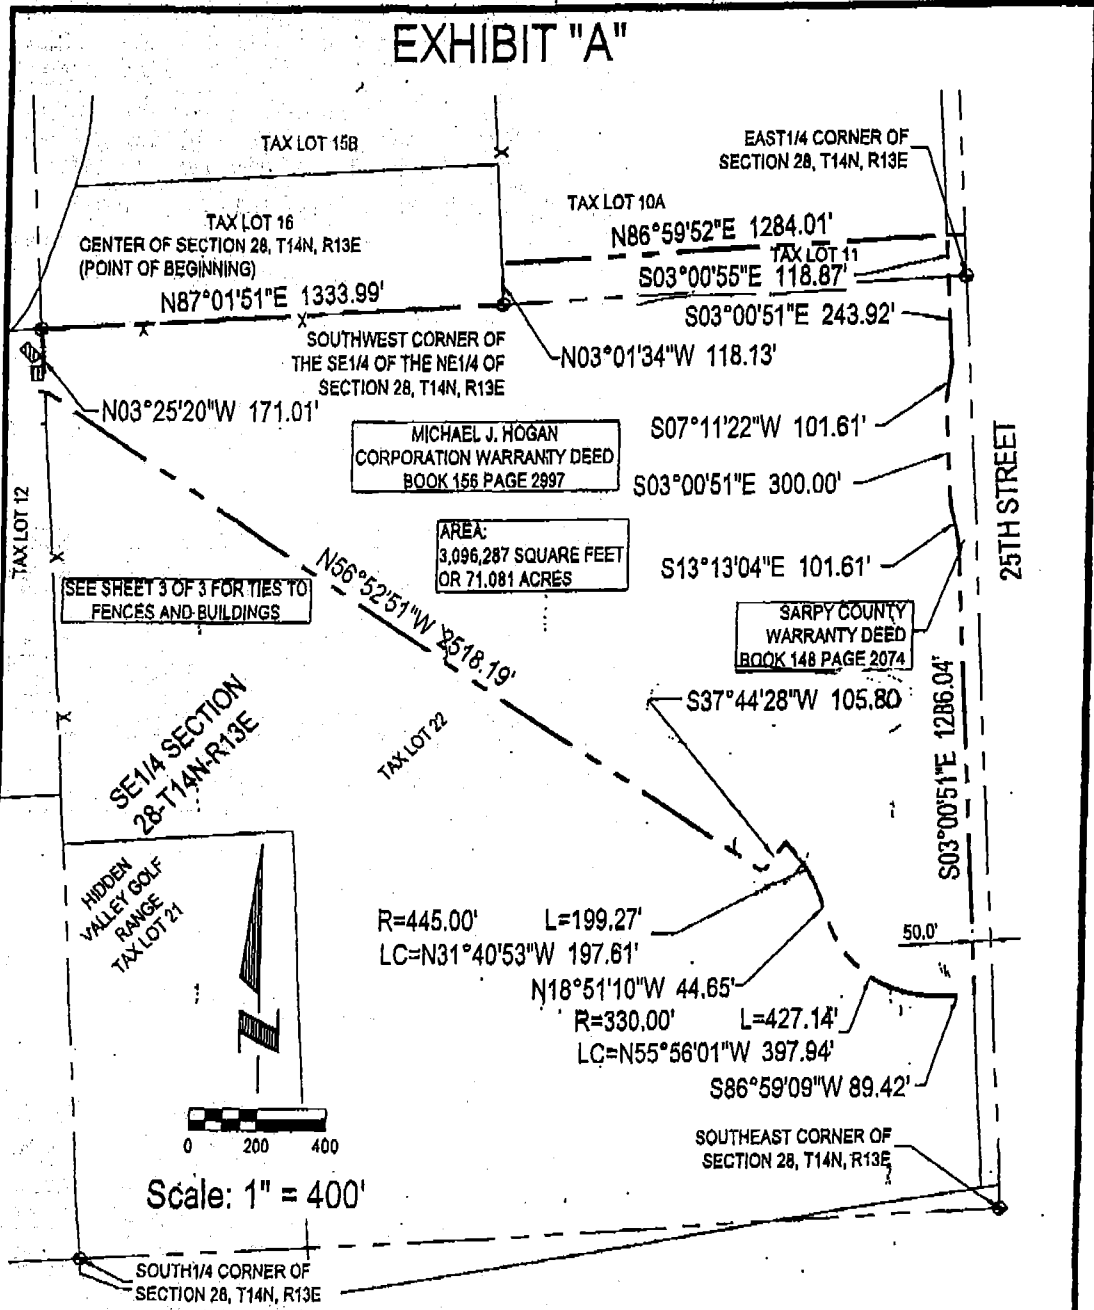 EXHIBIT "A"
TAX LOT 15B
EAST1/4 CORNER OF
SECTION 28, T14N, R13E
TAX LOT 10A
TAX LOT 16
CENTER OF SECTION 28, T14N, R13E
(POINT OF BEGINNING)
N86°59'52"E 1284.01'
TAX LOT 11
S03°00'55"E 118.87'
N87°01'51"E 1333.99'
S03°00'51"E 243.92'
SOUTHWEST CORNER OF
THE SE1/4 OF THE NE1/4 OF
SECTION 28, T14N, R13E
N03°01'34"W 118.13'
N03°25'20"W 171.01'
MICHAEL J. HOGAN
CORPORATION WARRANTY DEED
BOOK 156 PAGE 2997
S07°11'22"W 101.61'
S03°00'51"E 300.00'
25TH STREET
TAX LOT 12
AREA:
3,096,287 SQUARE FEET
OR 71.081 ACRES
S13°13'04"E 101.61'
SEE SHEET 3 OF 3 FOR TIES TO
FENCES AND BUILDINGS
N56°52'51"W 2518.19'
SARPY COUNTY
WARRANTY DEED
BOOK 148 PAGE 2074
S37°44'28"W 105.80
S03°00'51"E 1286.04'
SE1/4 SECTION
28-T14N-R13E
TAX LOT 22
HIDDEN
VALLEY GOLF
RANGE
TAX LOT 21
R=445.00' L=199.27'
LC=N31°40'53"W 197.61'
50.0'
N18°51'10"W 44.65'
R=330.00' L=427.14'
LC=N55°56'01"W 397.94'
S86°59'09"W 89.42'
0 200 400
Scale: 1" = 400'
SOUTHEAST CORNER OF
SECTION 28, T14N, R13E
SOUTH1/4 CORNER OF
SECTION 28, T14N, R13E